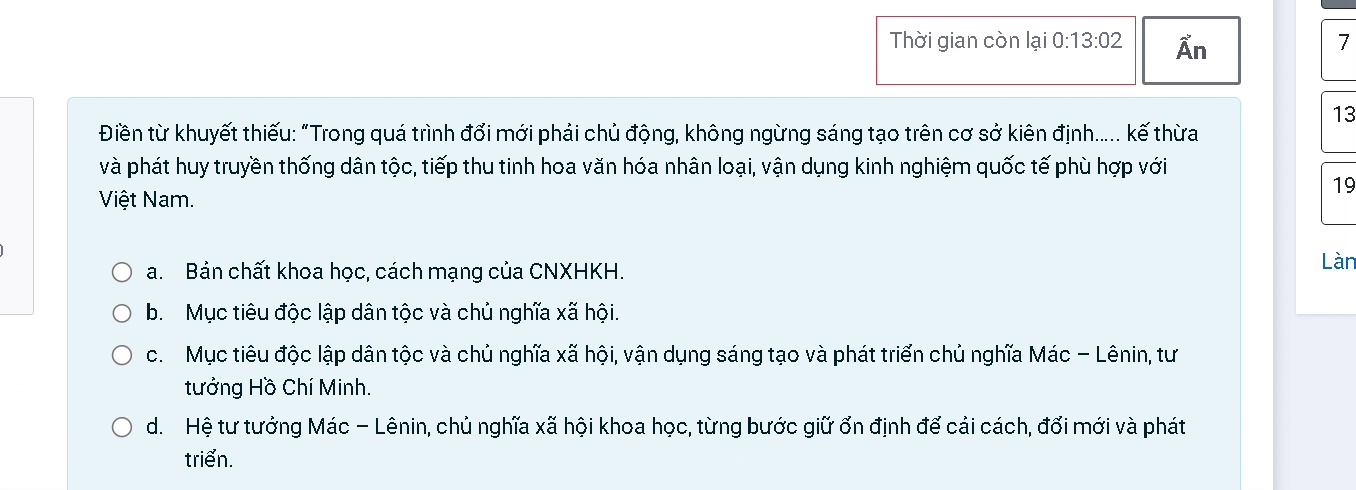 Thời gian còn lại 0:13:02
Ẩn
7
13
19
Điền từ khuyết thiếu: "Trong quá trình đổi mới phải chủ động, không ngừng sáng tạo trên cơ sở kiên định..... kế thừa
và phát huy truyền thống dân tộc, tiếp thu tinh hoa văn hóa nhân loại, vận dụng kinh nghiệm quốc tế phù hợp với
Việt Nam.
a. Bản chất khoa học, cách mạng của CNXHKH.
b. Mục tiêu độc lập dân tộc và chủ nghĩa xã hội.
c. Mục tiêu độc lập dân tộc và chủ nghĩa xã hội, vận dụng sáng tạo và phát triển chủ nghĩa Mác – Lênin, tư
tưởng Hồ Chí Minh.
d. Hệ tư tưởng Mác – Lênin, chủ nghĩa xã hội khoa học, từng bước giữ ổn định để cải cách, đổi mới và phát
triển.